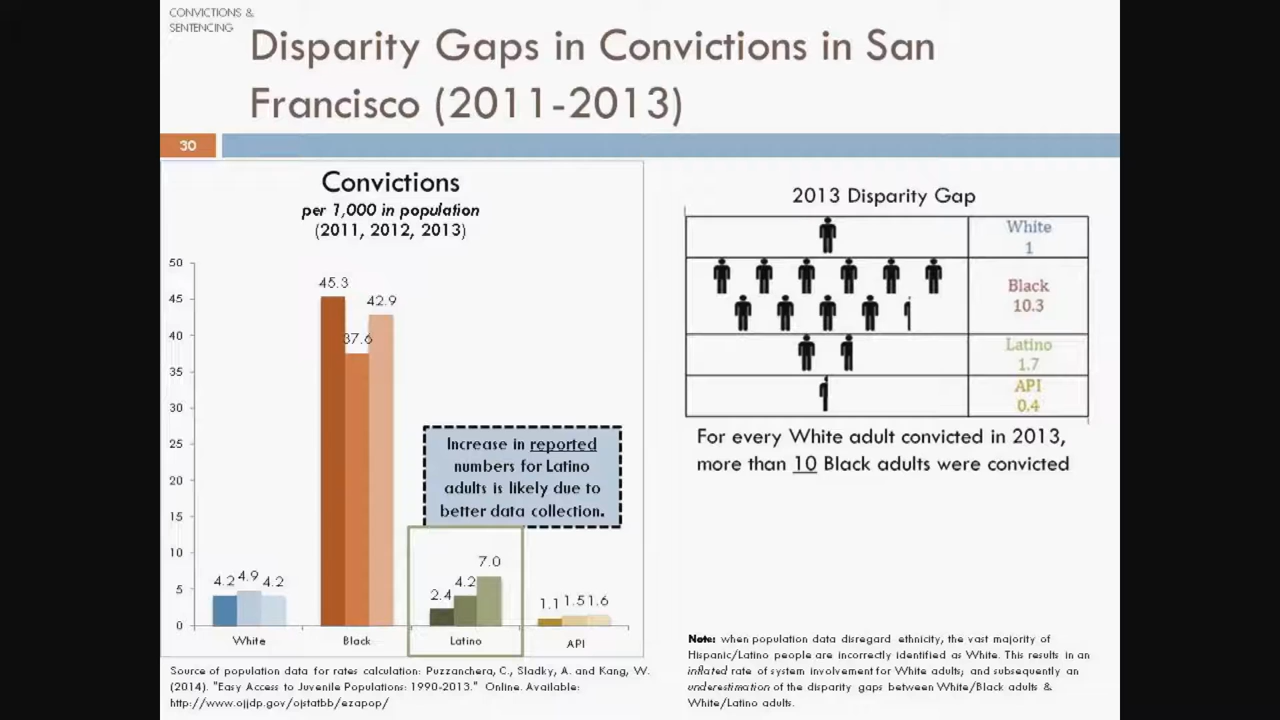 CONVICTIONS &
SENTENCING
Disparity Gaps in Convictions in San
Francisco (2011-2013)
30
Convictions
per 1,000 in population
(2011, 2012, 2013)
50
45
40
35
30
25
20
15
10
5
0
45.3
37.6
42.9
4.2 4.9 4.2
2.4
4.2
7.0
1.1 1.5 1.6
White
Black
Latino
API
Increase in reported
numbers for Latino
adults is likely due to
better data collection.
Source of population data for rates calculation: Puzzanchera, C., Sladky, A. and Kang, W.
(2014). "Easy Access to Juvenile Populations: 1990-2013." Online. Available:
http://www.ojjdp.gov/ojstatbb/ezapop/
2013 Disparity Gap
White
1
Black
10.3
Latino
1.7
API
0.4
For every White adult convicted in 2013,
more than 10 Black adults were convicted
Note: when population data disregard ethnicity, the vast majority of
Hispanic/Latino people are incorrectly identified as White. This results in an
inflated rate of system involvement for White adults; and subsequently an
underestimation of the disparity gaps between White/Black adults &
White/Latino adults.